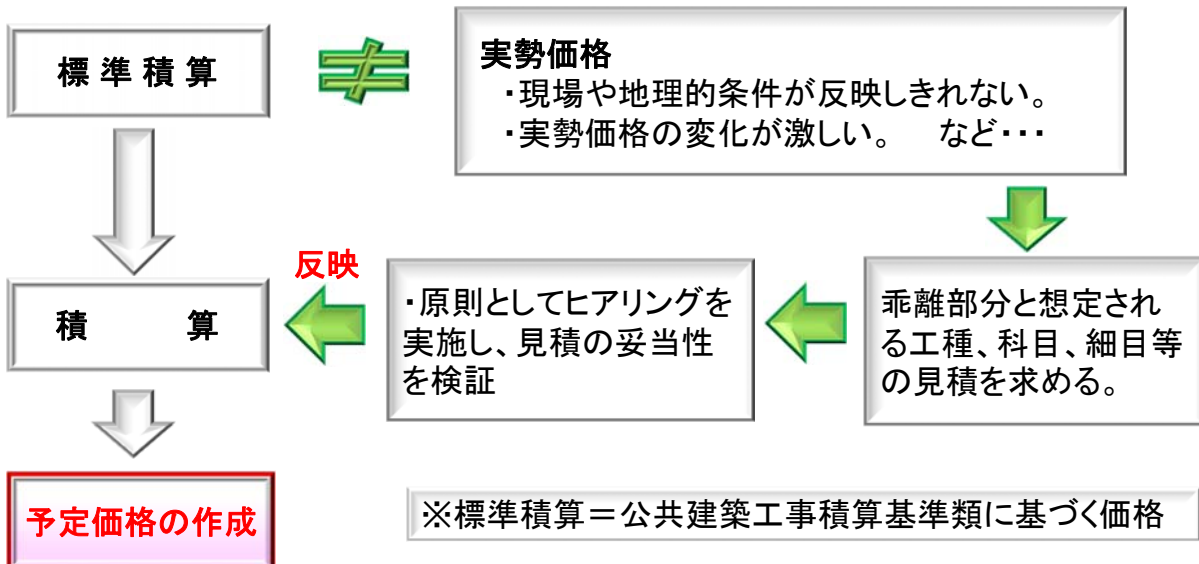 標準積算
実勢価格
・現場や地理的条件が反映しきれない。
・実勢価格の変化が激しい。　など・・・
反映
積　算
・原則としてヒアリングを
実施し、見積の妥当性
を検証
乖離部分と想定され
る工種、科目、細目等
の見積を求める。
予定価格の作成
※標準積算＝公共建築工事積算基準類に基づく価格